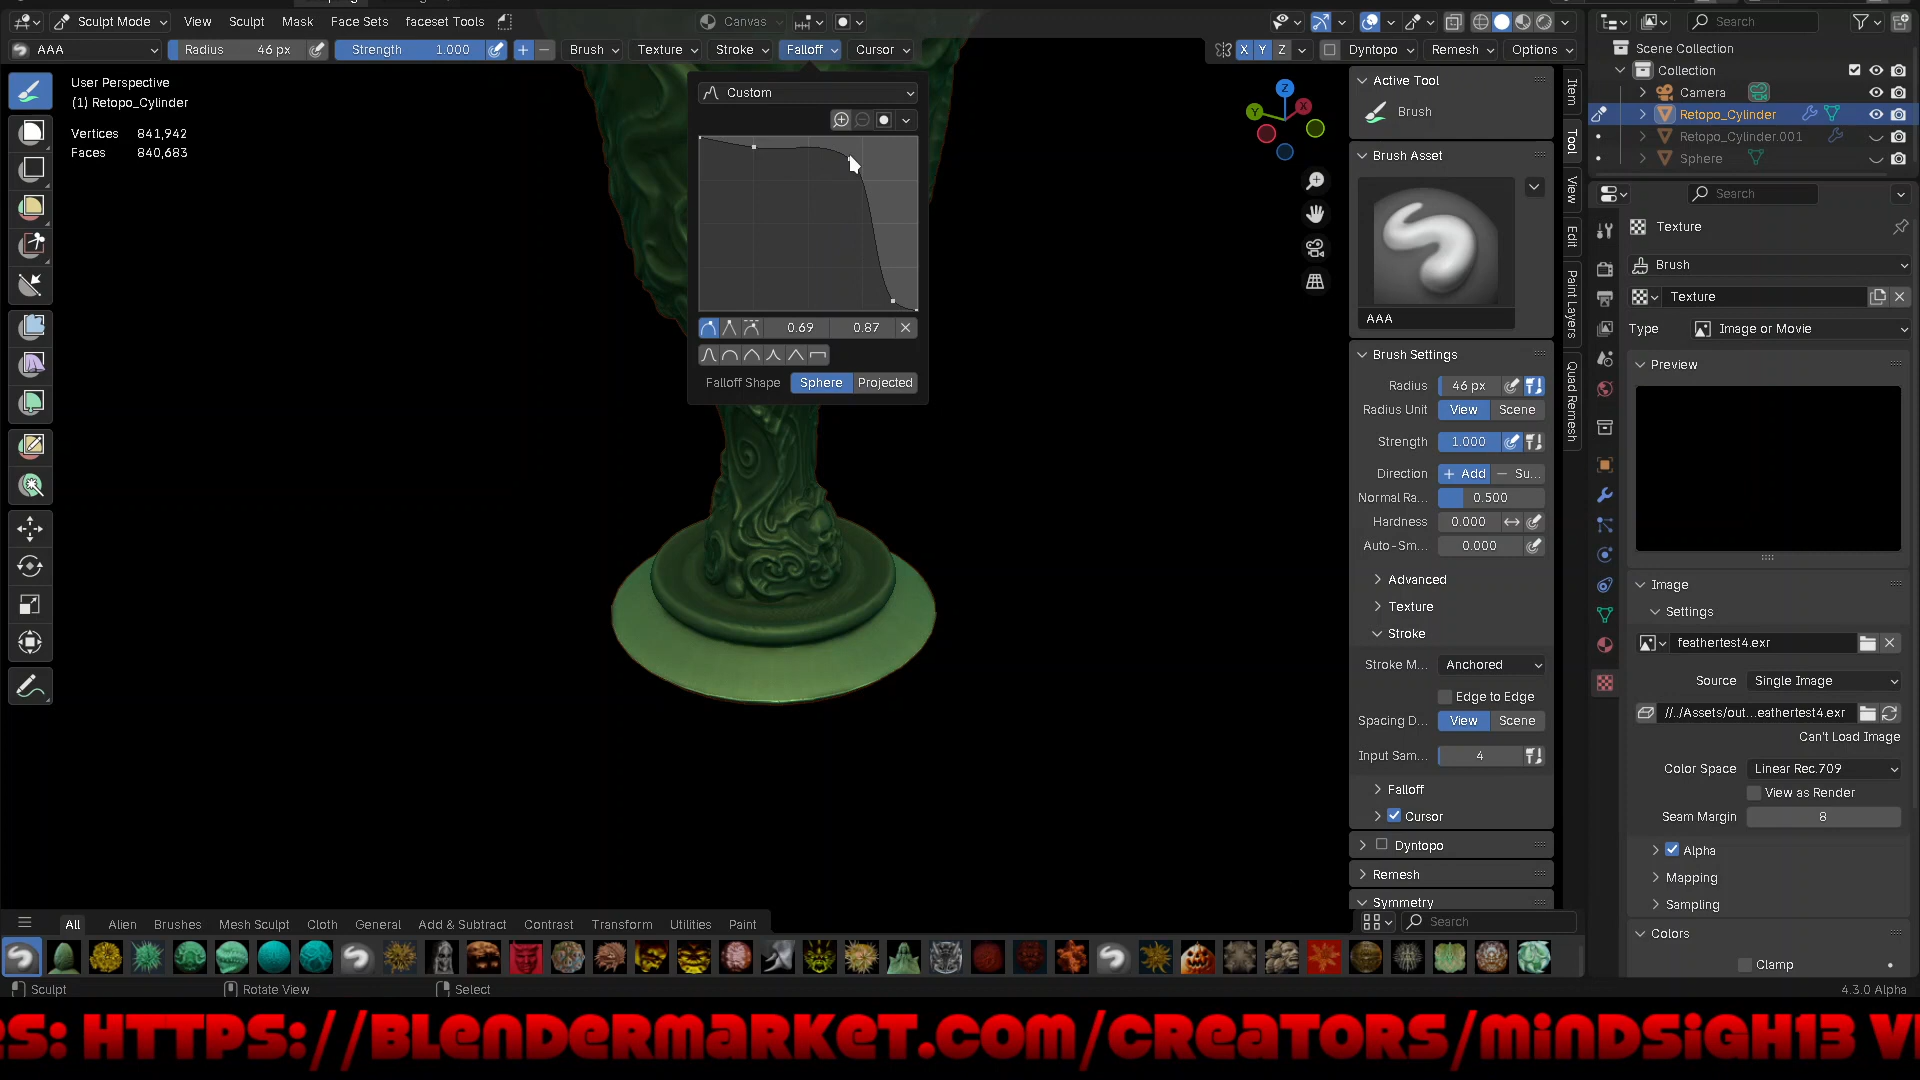 Sculpt Mode View Sculpt Mask Face Sets faceset Tools Canvas Search
AAA Radius 46 px Strength 1.000 Brush Texture Stroke Falloff Cursor X Y Z Dyntopo Remesh Options
User Perspective
(1) Retopo_Cylinder
Vertices 841,942
Faces 840,683
Custom
0.69 0.87
Falloff Shape Sphere Projected
Z
Y
X
Active Tool
Brush
Brush Asset
AAA
Brush Settings
Radius 46 px
Radius Unit View Scene
Strength 1.000
Direction Add Su...
Normal Ra... 0.500
Hardness 0.000
Auto-Sm... 0.000
Advanced
Texture
Stroke
Stroke M... Anchored
Edge to Edge
Spacing D... View Scene
Input Sam... 4
Falloff
Cursor
Dyntopo
Remesh
Symmetry
Item
Tool
View
Edit
Paint Layers
Quad Remesh
Scene Collection
Collection
Camera
Retopo_Cylinder
Retopo_Cylinder.001
Sphere
Search
Texture
Brush
Texture
Type Image or Movie
Preview
Image
Settings
feathertest4.exr
Source Single Image
//../Assets/out...eathertest4.exr
Can't Load Image
Color Space Linear Rec.709
View as Render
Seam Margin 8
Alpha
Mapping
Sampling
Colors
Clamp
All Alien Brushes Mesh Sculpt Cloth General Add & Subtract Contrast Transform Utilities Paint Search
Sculpt Rotate View Select 4.3.0 Alpha
RS: HTTPS://BLENDERMARKET.COM/CREATORS/MINDSIGH13 VI